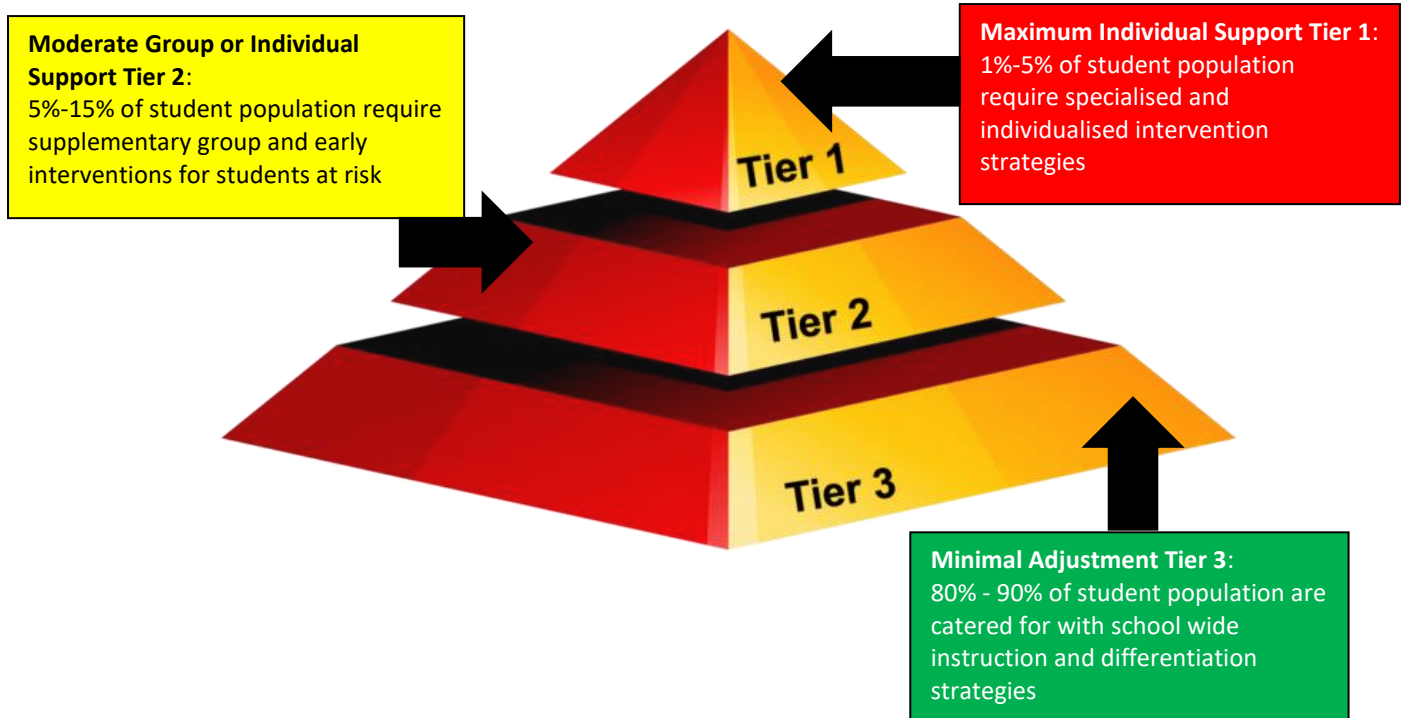 Moderate Group or Individual
Support Tier 2:
5%-15% of student population require
supplementary group and early
interventions for students at risk
Maximum Individual Support Tier 1:
1%-5% of student population
require specialised and
individualised intervention
strategies
Tier 1
Tier 2
Tier 3
Minimal Adjustment Tier 3:
80% - 90% of student population are
catered for with school wide
instruction and differentiation
strategies